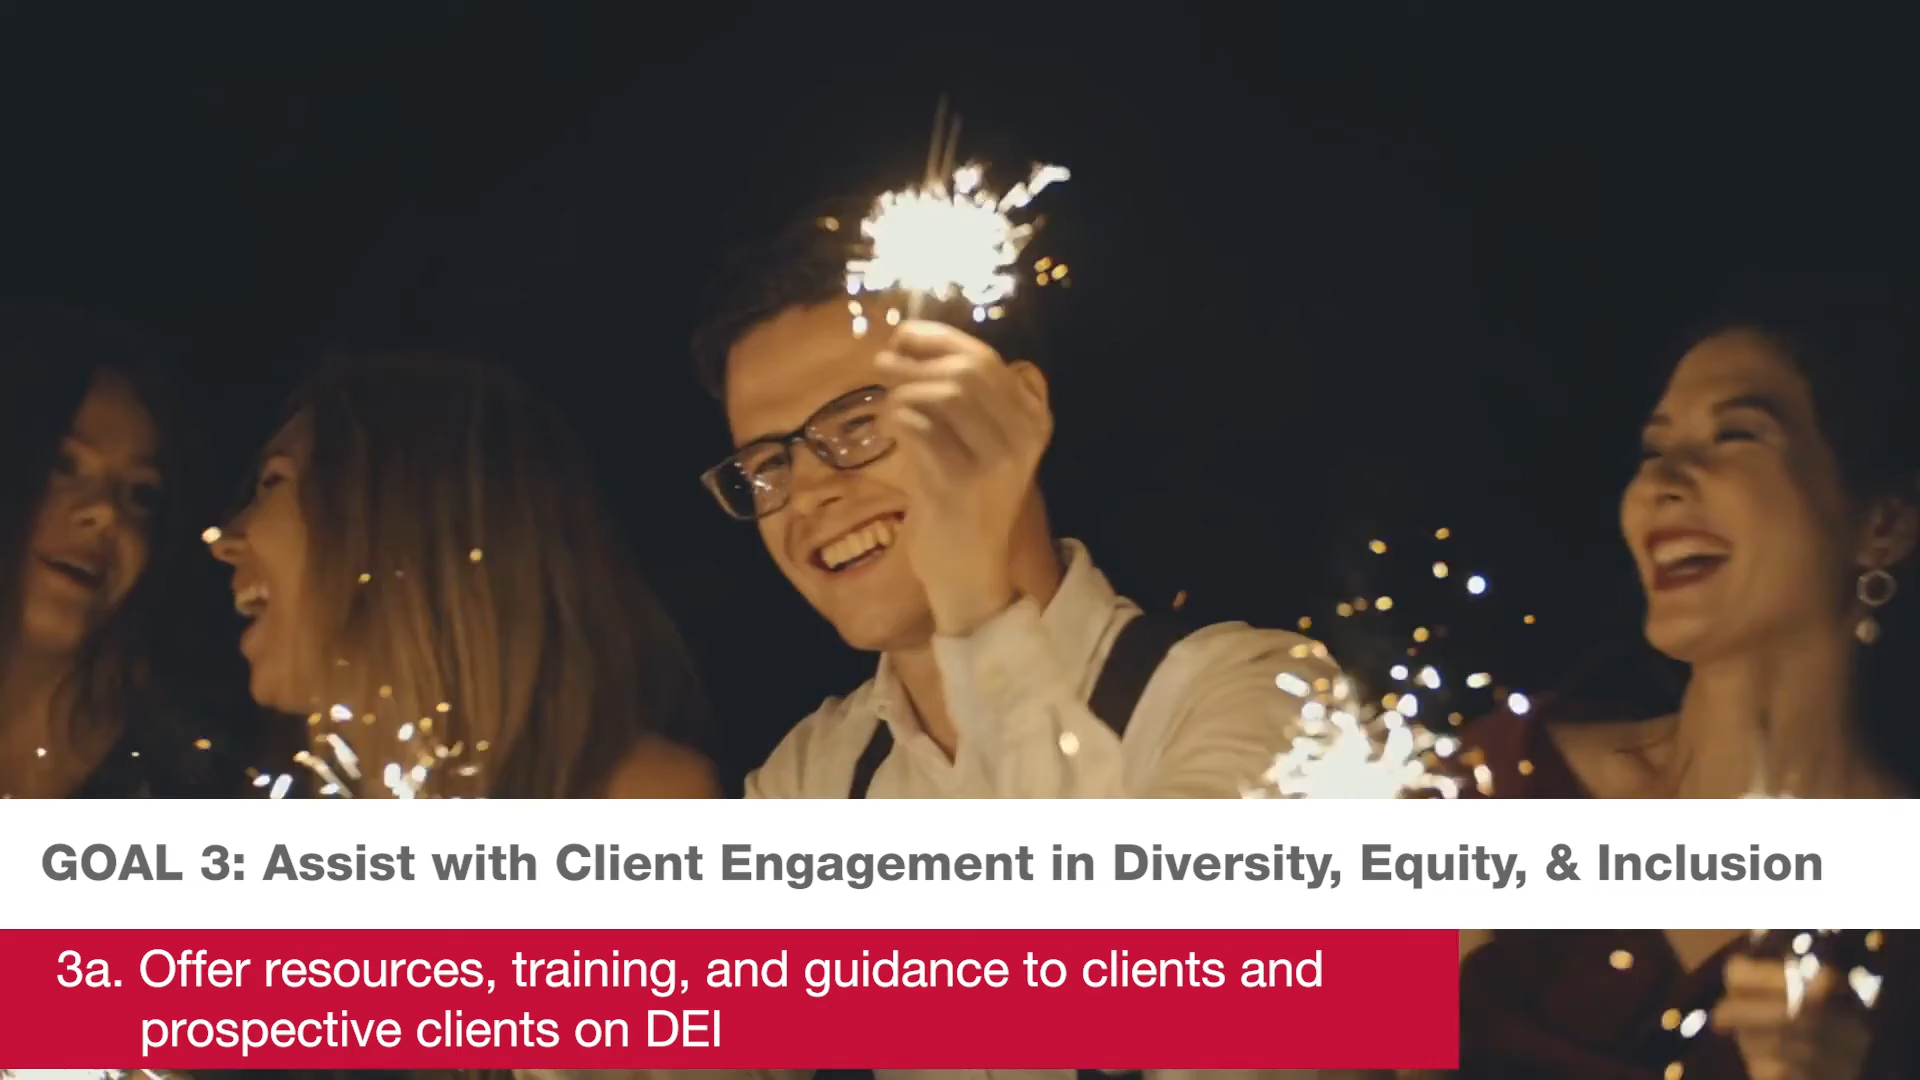 GOAL 3: Assist with Client Engagement in Diversity, Equity, & Inclusion
3a. Offer resources, training, and guidance to clients and
prospective clients on DEI